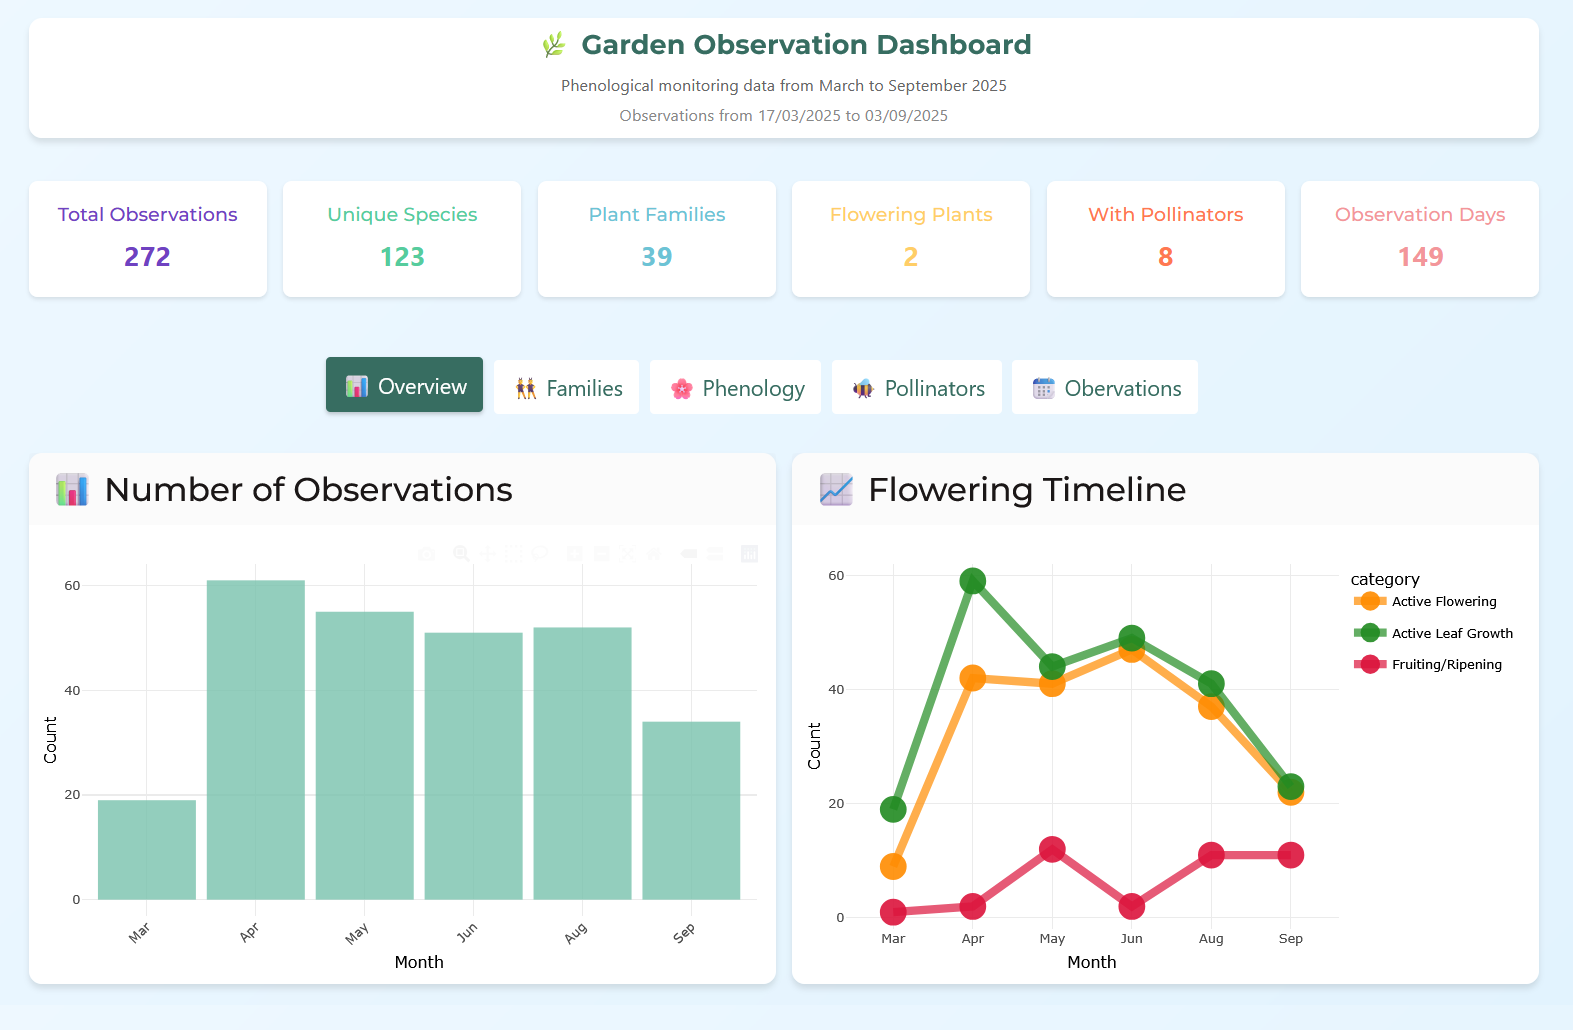 Garden Observation Dashboard
Phenological monitoring data from March to September 2025
Observations from 17/03/2025 to 03/09/2025
Total Observations
272
Unique Species
123
Plant Families
39
Flowering Plants
2
With Pollinators
8
Observation Days
149
Overview
Families
Phenology
Pollinators
Obervations
Number of Observations
60
40
20
0
Count
Mar
Apr
May
Jun
Aug
Sep
Month
Flowering Timeline
60
40
20
0
Count
Mar
Apr
May
Jun
Aug
Sep
Month
category
Active Flowering
Active Leaf Growth
Fruiting/Ripening